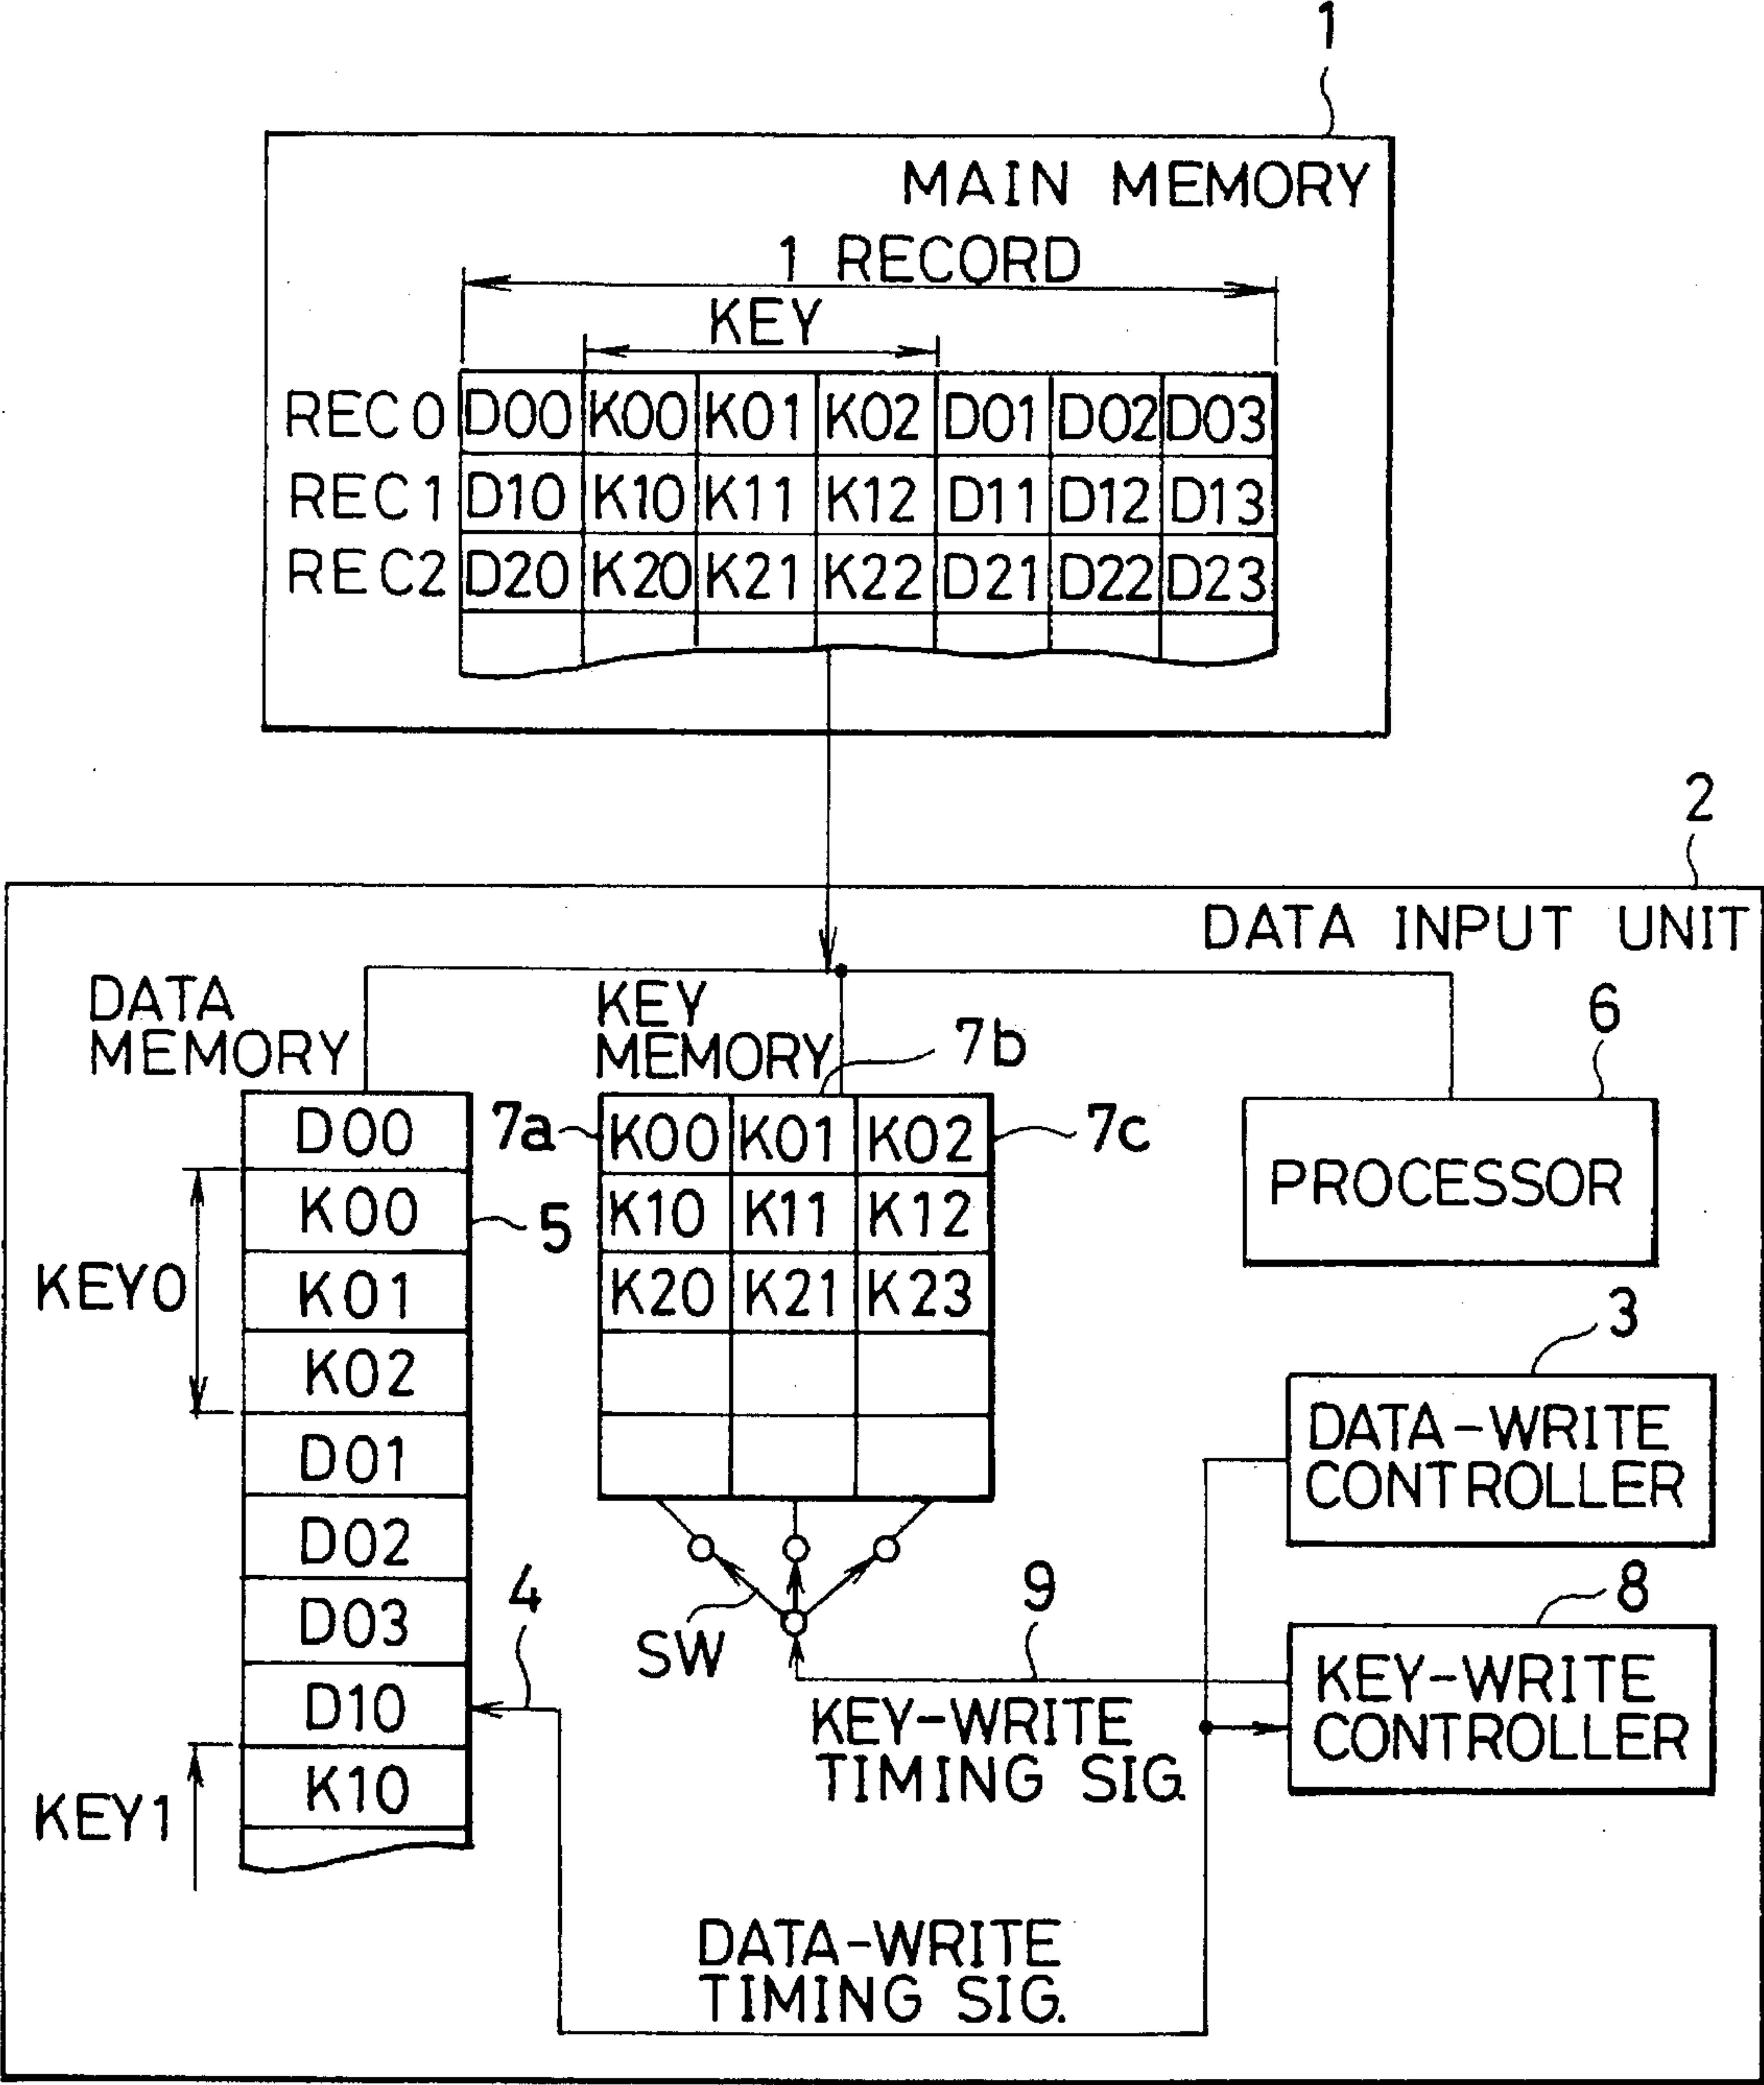 1
MAIN MEMORY
1 RECORD
KEY
REC0 D00 K00 K01 K02 D01 D02 D03
REC1 D10 K10 K11 K12 D11 D12 D13
REC2 D20 K20 K21 K22 D21 D22 D23
2
DATA INPUT UNIT
DATA
MEMORY
KEY
MEMORY
7b
6
7a
7c
D00
K00
K01
K02
D01
D02
D03
D10
K10
5
KEY0
KEY1
K00 K01 K02
K10 K11 K12
K20 K21 K23
PROCESSOR
3
DATA-WRITE
CONTROLLER
4
SW
9
8
KEY-WRITE
CONTROLLER
KEY-WRITE
TIMING SIG.
DATA-WRITE
TIMING SIG.